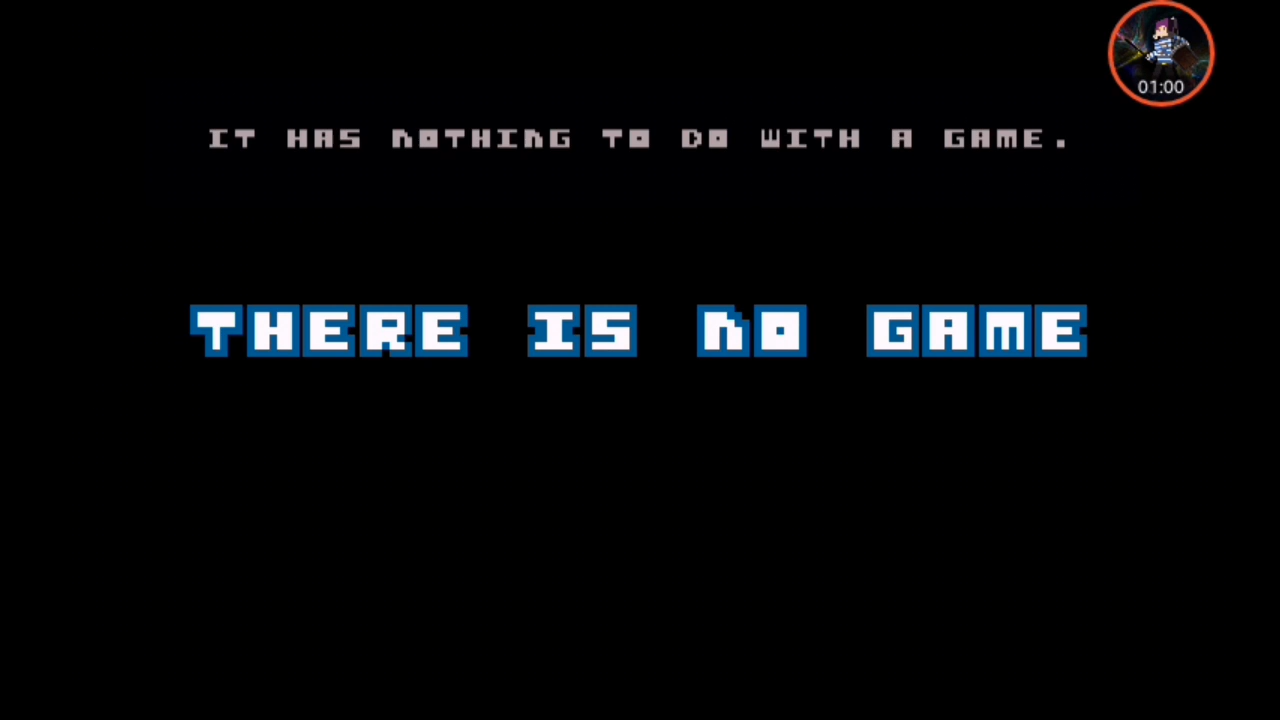 01:00
IT HAS NOTHING TO DO WITH A GAME.
THERE IS NO GAME